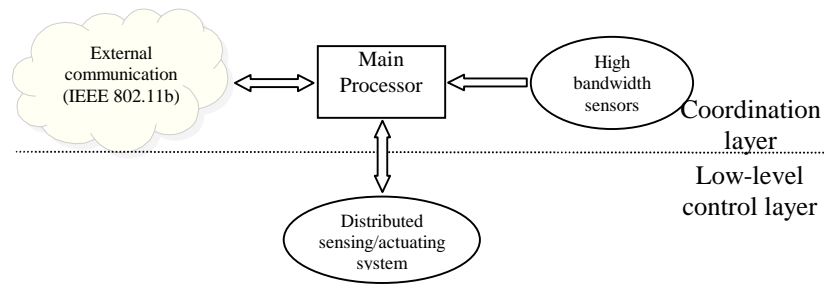 External
communication
(IEEE 802.11b)
Main
Processor
High
bandwidth
sensors
Coordination
layer
Low-level
control layer
Distributed
sensing/actuating
system